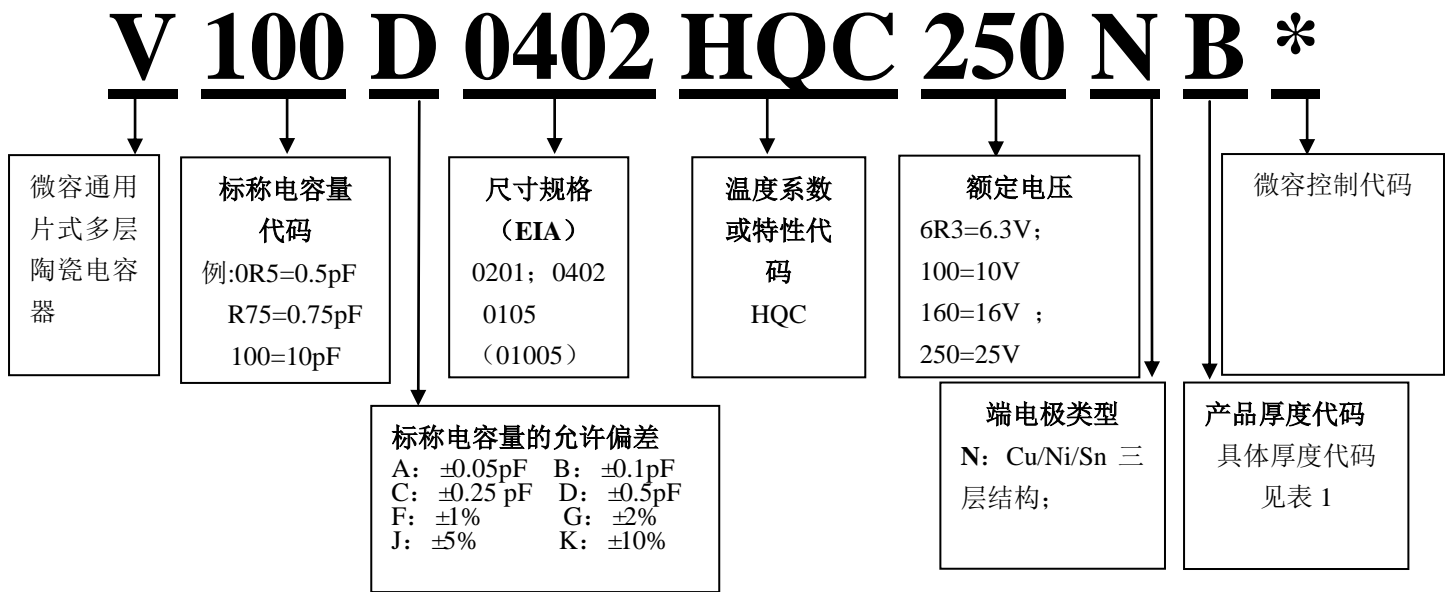 V 100 D 0402 HQC 250 N B *
微容通用
片式多层
陶瓷电容
器
标称电容量
代码
例:0R5=0.5pF
R75=0.75pF
100=10pF
尺寸规格
（EIA）
0201；0402
0105
（01005）
温度系数
或特性代
码
HQC
额定电压
6R3=6.3V；
100=10V
160=16V ；
250=25V
微容控制代码
标称电容量的允许偏差
A： ±0.05pF B： ±0.1pF
C： ±0.25 pF D： ±0.5pF
F： ±1% G： ±2%
J： ±5% K： ±10%
端电极类型
N：Cu/Ni/Sn 三
层结构；
产品厚度代码
具体厚度代码
见表 1